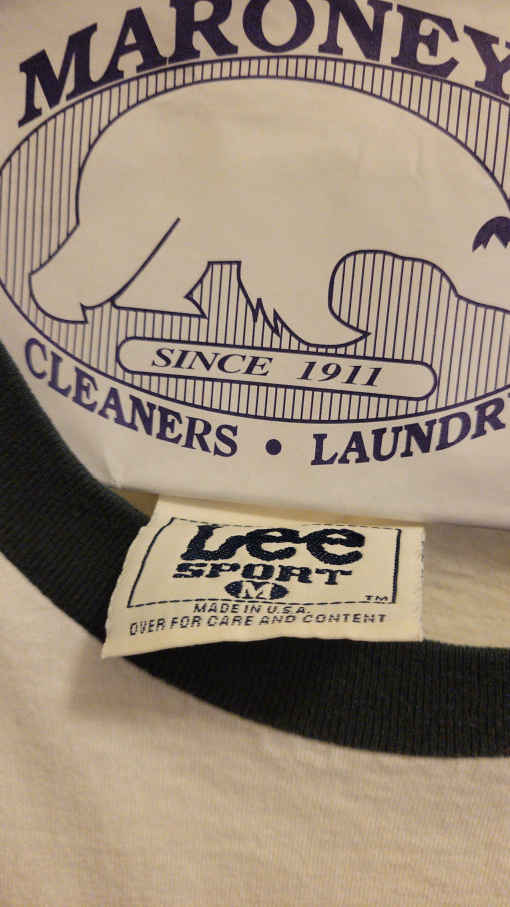 MARONEY
SINCE 1911
CLEANERS • LAUNDR
Lee
SPORT
M
TM
MADE IN U.S.A.
OVER FOR CARE AND CONTENT